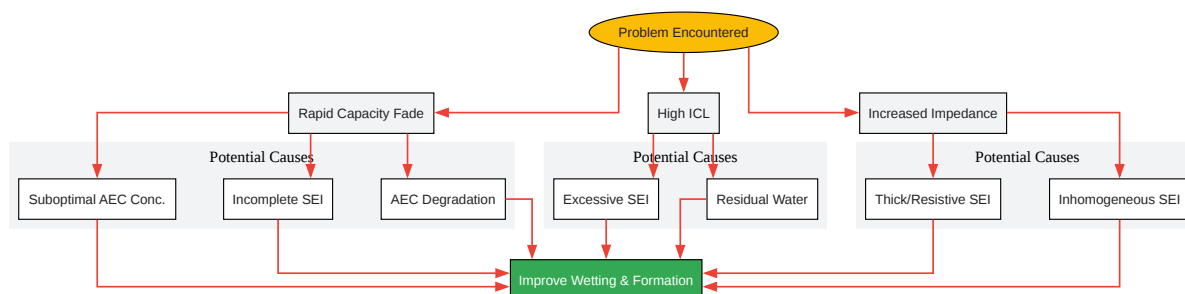 Problem Encountered
Rapid Capacity Fade
High ICL
Increased Impedance
Potential Causes
Potential Causes
Potential Causes
Suboptimal AEC Conc.
Incomplete SEI
AEC Degradation
Excessive SEI
Residual Water
Thick/Resistive SEI
Inhomogeneous SEI
Improve Wetting & Formation